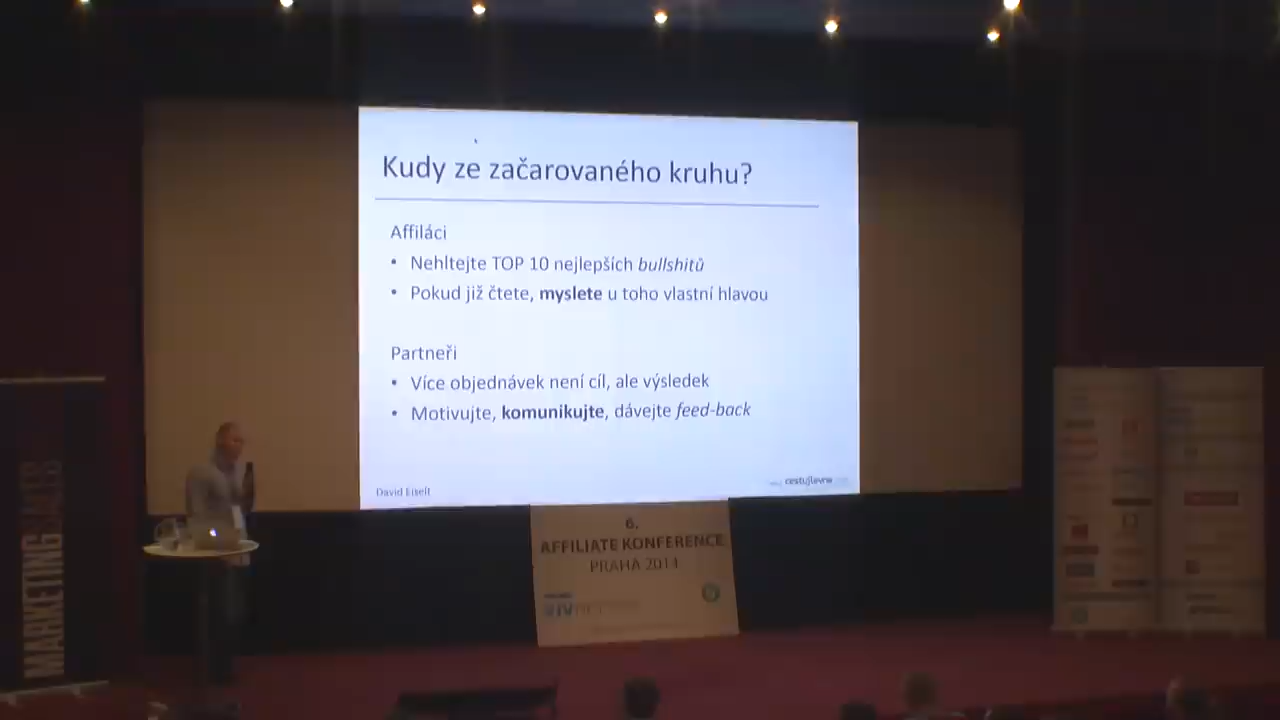 Kudy ze začarovaného kruhu?
Affiláci
• Nehltejte TOP 10 nejlepších bullshitů
• Pokud již čtete, myslete u toho vlastní hlavou
Partneři
• Více objednávek není cíl, ale výsledek
• Motivujte, komunikujte, dávejte feed-back
David Eiselt
cestujlevne
6.
AFFILIATE KONFERENCE
PRAHA 2014
MARKETING